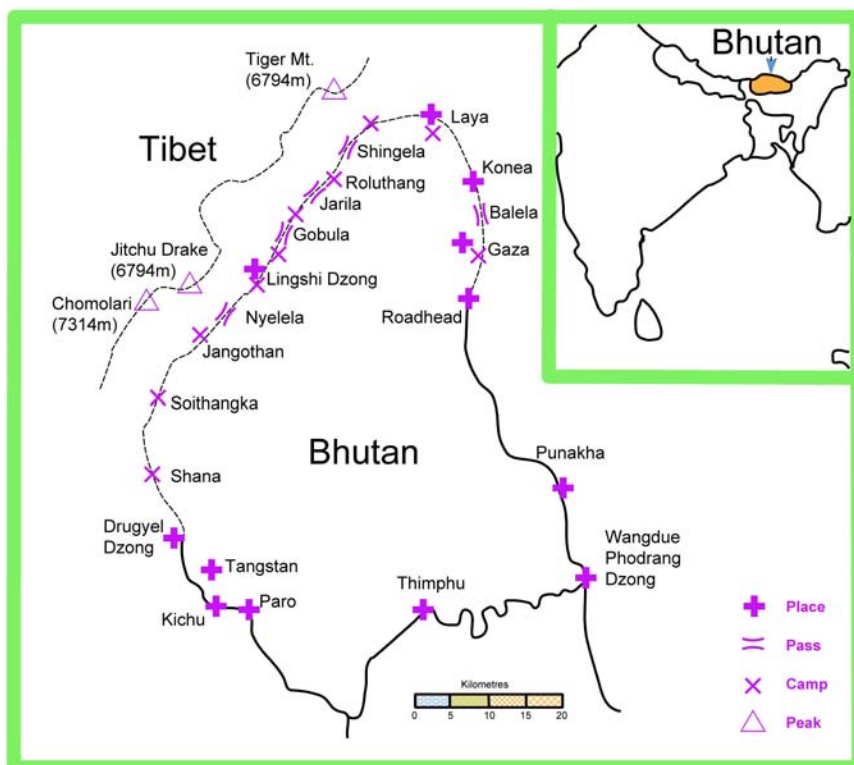 Bhutan
Tiger Mt.
(6794m)
Laya
Tibet
Shingela
Konea
Roluthang
Jarila
Balela
Gobula
Jitchu Drake
(6794m)
Gaza
Lingshi Dzong
Chomolari
(7314m)
Nyelela
Roadhead
Jangothan
Soithangka
Bhutan
Punakha
Shana
Drugyel
Dzong
Wangdue
Phodrang
Dzong
Tangstan
Thimphu
Kichu
Paro
Place
Pass
Camp
Peak
Kilometres
0 5 10 15 20